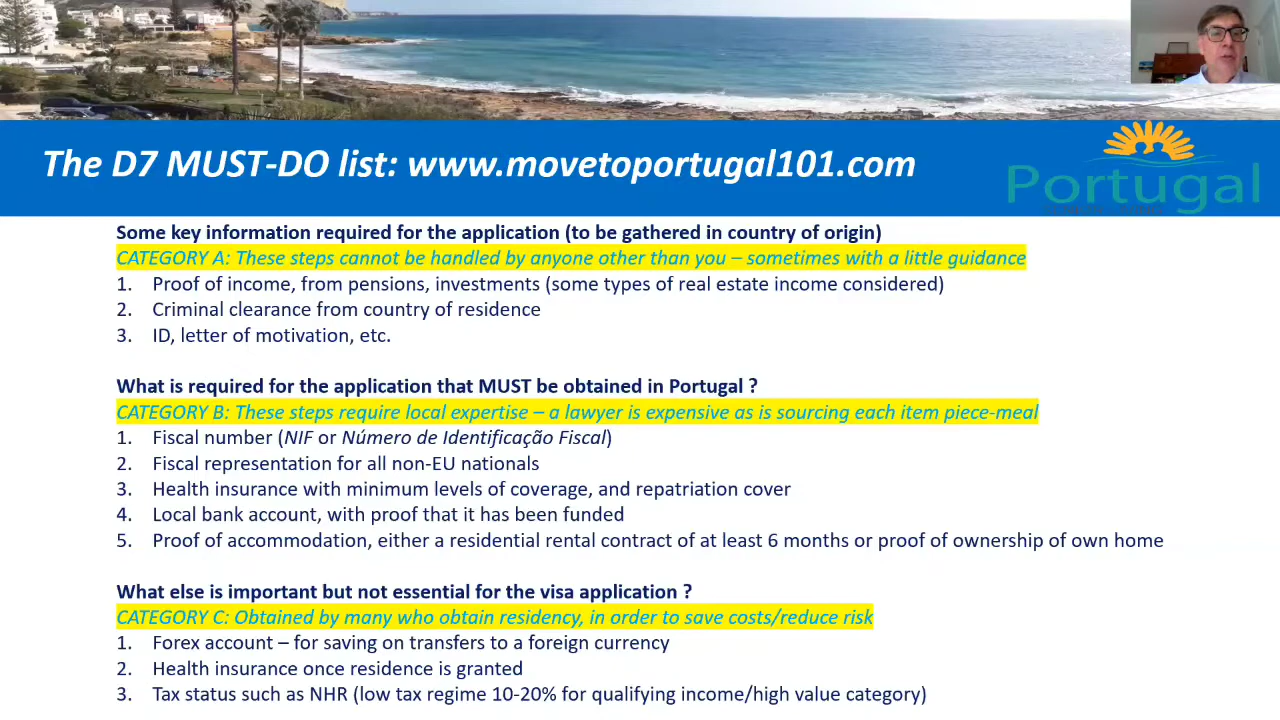 The D7 MUST-DO list: www.movetoportugal101.com
Portugal
Some key information required for the application (to be gathered in country of origin)
CATEGORY A: These steps cannot be handled by anyone other than you – sometimes with a little guidance
1. Proof of income, from pensions, investments (some types of real estate income considered)
2. Criminal clearance from country of residence
3. ID, letter of motivation, etc.
What is required for the application that MUST be obtained in Portugal ?
CATEGORY B: These steps require local expertise – a lawyer is expensive as is sourcing each item piece-meal
1. Fiscal number (NIF or Número de Identificação Fiscal)
2. Fiscal representation for all non-EU nationals
3. Health insurance with minimum levels of coverage, and repatriation cover
4. Local bank account, with proof that it has been funded
5. Proof of accommodation, either a residential rental contract of at least 6 months or proof of ownership of own home
What else is important but not essential for the visa application ?
CATEGORY C: Obtained by many who obtain residency, in order to save costs/reduce risk
1. Forex account – for saving on transfers to a foreign currency
2. Health insurance once residence is granted
3. Tax status such as NHR (low tax regime 10-20% for qualifying income/high value category)